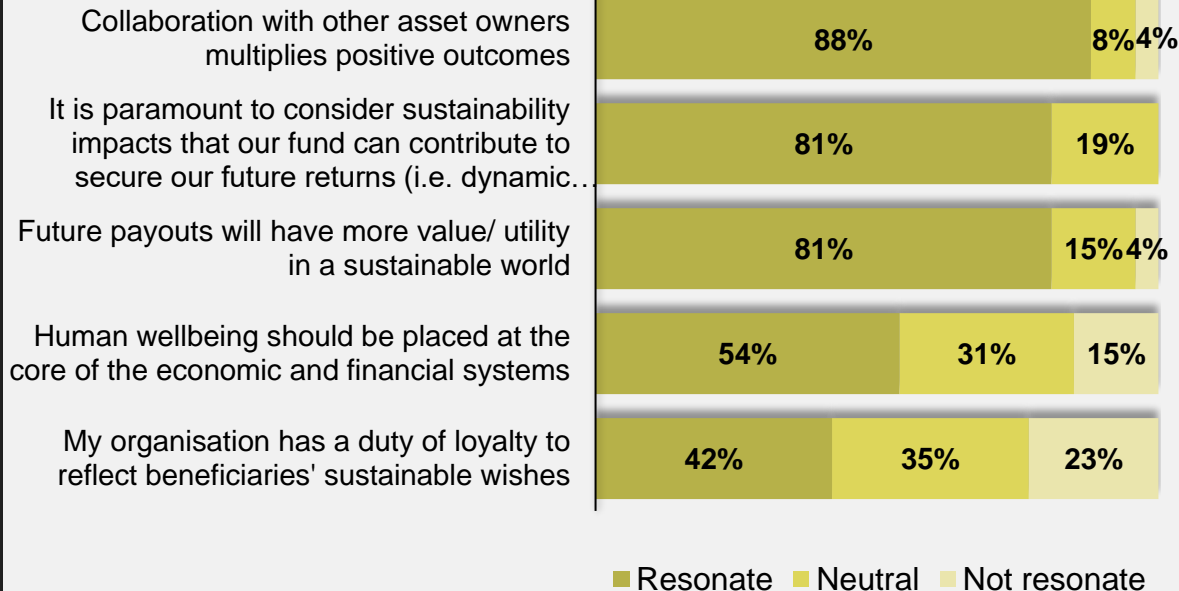 Collaboration with other asset owners
multiplies positive outcomes
88% 8% 4%
It is paramount to consider sustainability
impacts that our fund can contribute to
secure our future returns (i.e. dynamic…
81% 19%
Future payouts will have more value/ utility
in a sustainable world
81% 15% 4%
Human wellbeing should be placed at the
core of the economic and financial systems
54% 31% 15%
My organisation has a duty of loyalty to
reflect beneficiaries' sustainable wishes
42% 35% 23%
Resonate Neutral Not resonate